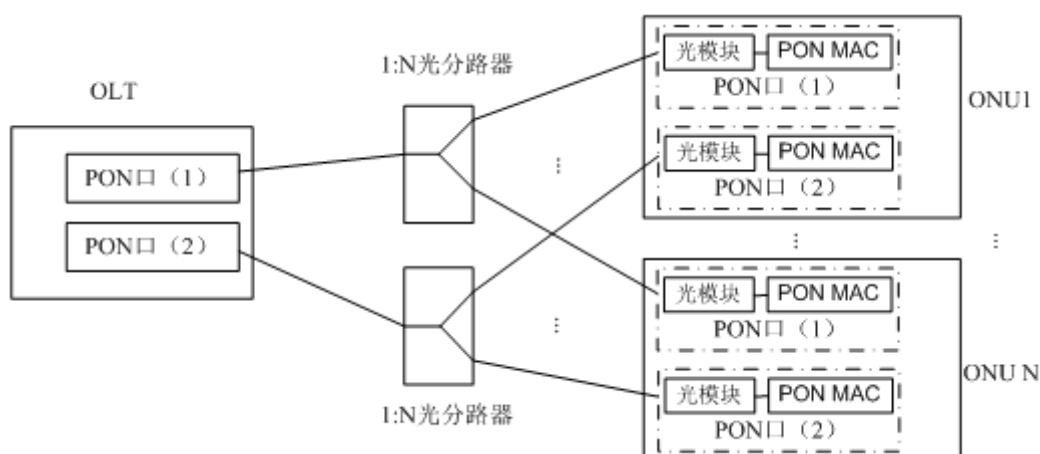 OLT
PON口（1）
PON口（2）
1:N光分路器
1:N光分路器
光模块
PON MAC
PON口（1）
光模块
PON MAC
PON口（2）
ONU1
光模块
PON MAC
PON口（1）
光模块
PON MAC
PON口（2）
ONU N